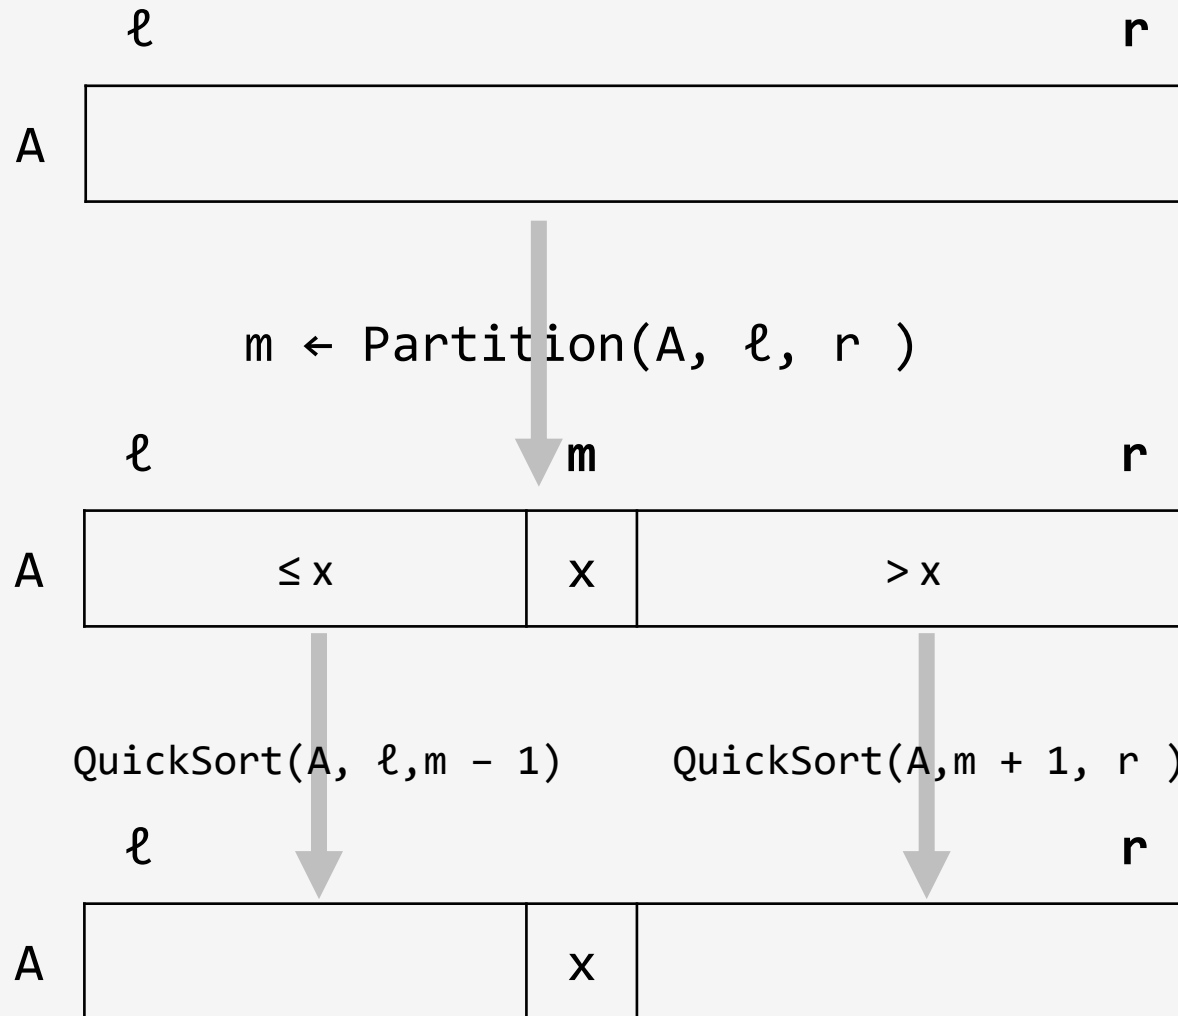 ℓ r
A
m ← Partition(A, ℓ, r )
ℓ m r
A ≤ x x > x
QuickSort(A, ℓ,m − 1) QuickSort(A,m + 1, r )
ℓ r
A x